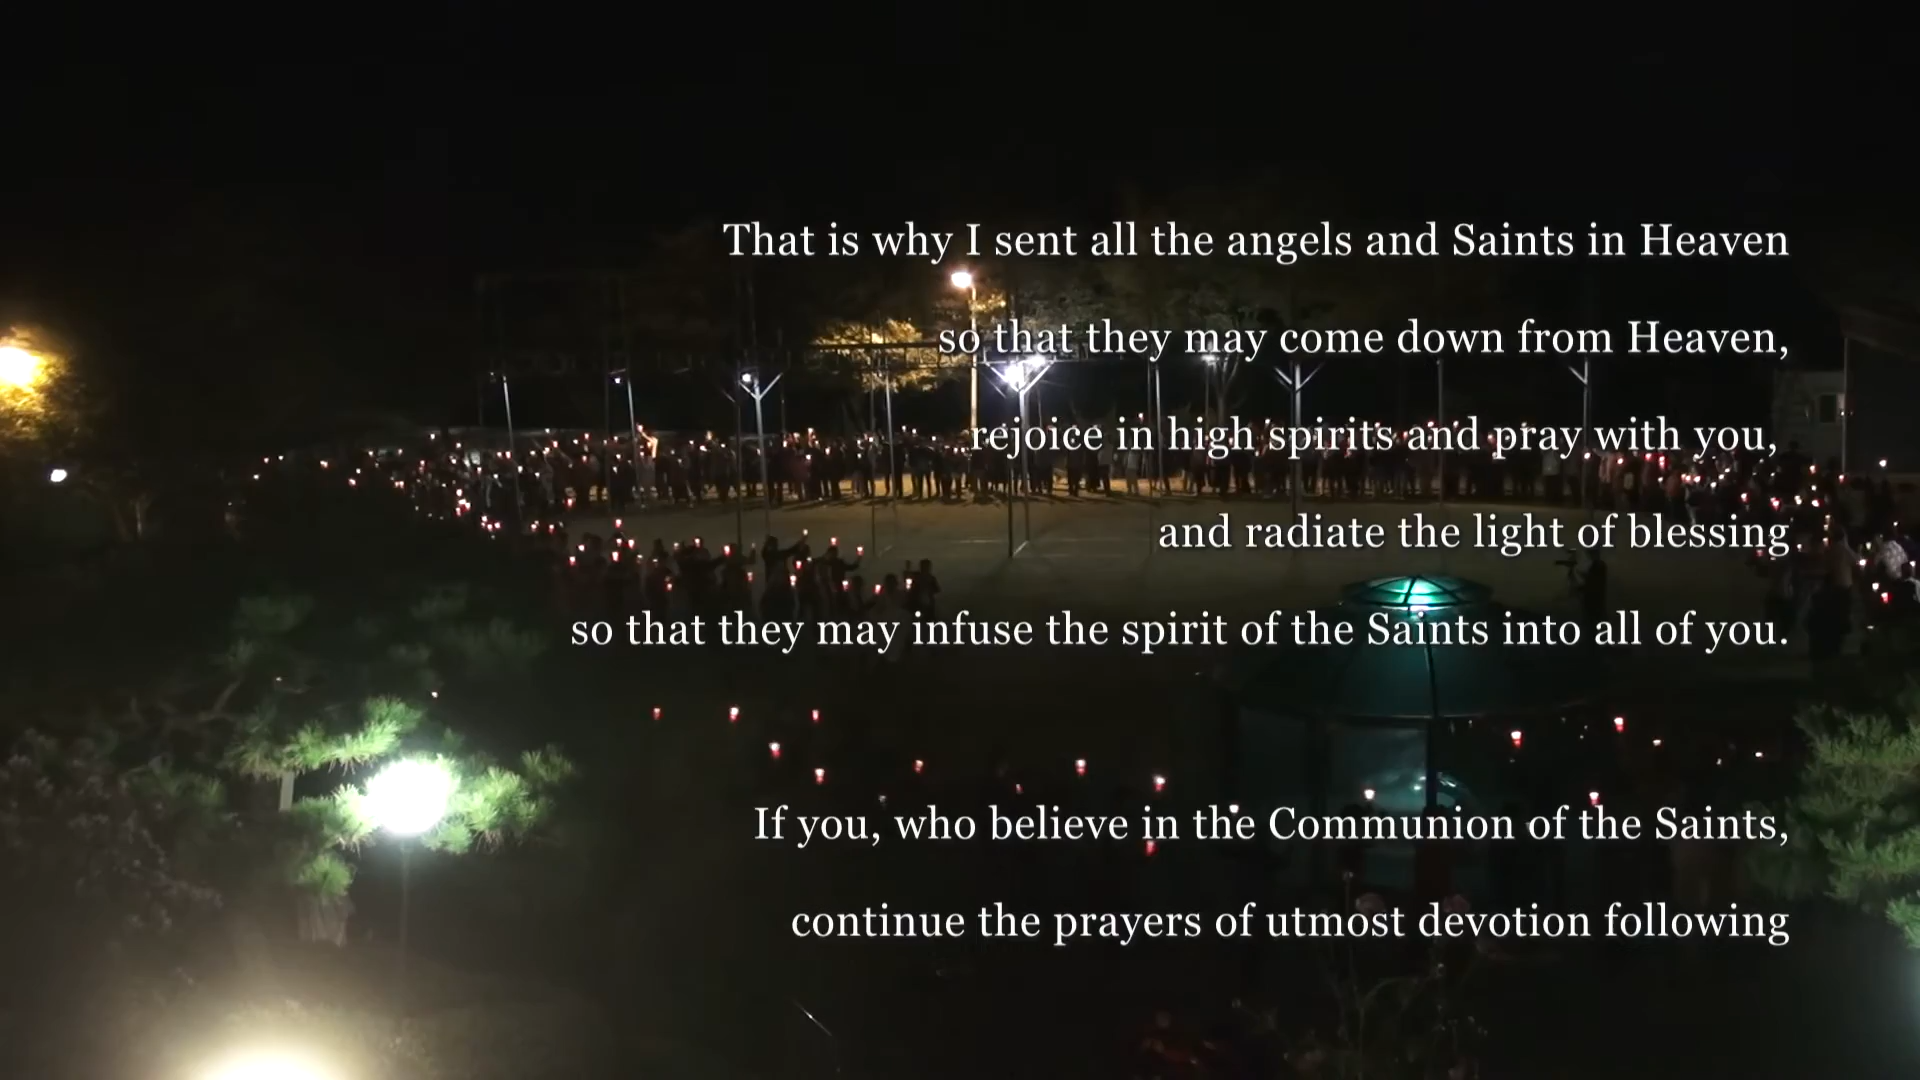 That is why I sent all the angels and Saints in Heaven
so that they may come down from Heaven,
rejoice in high spirits and pray with you,
and radiate the light of blessing
so that they may infuse the spirit of the Saints into all of you.
If you, who believe in the Communion of the Saints,
continue the prayers of utmost devotion following